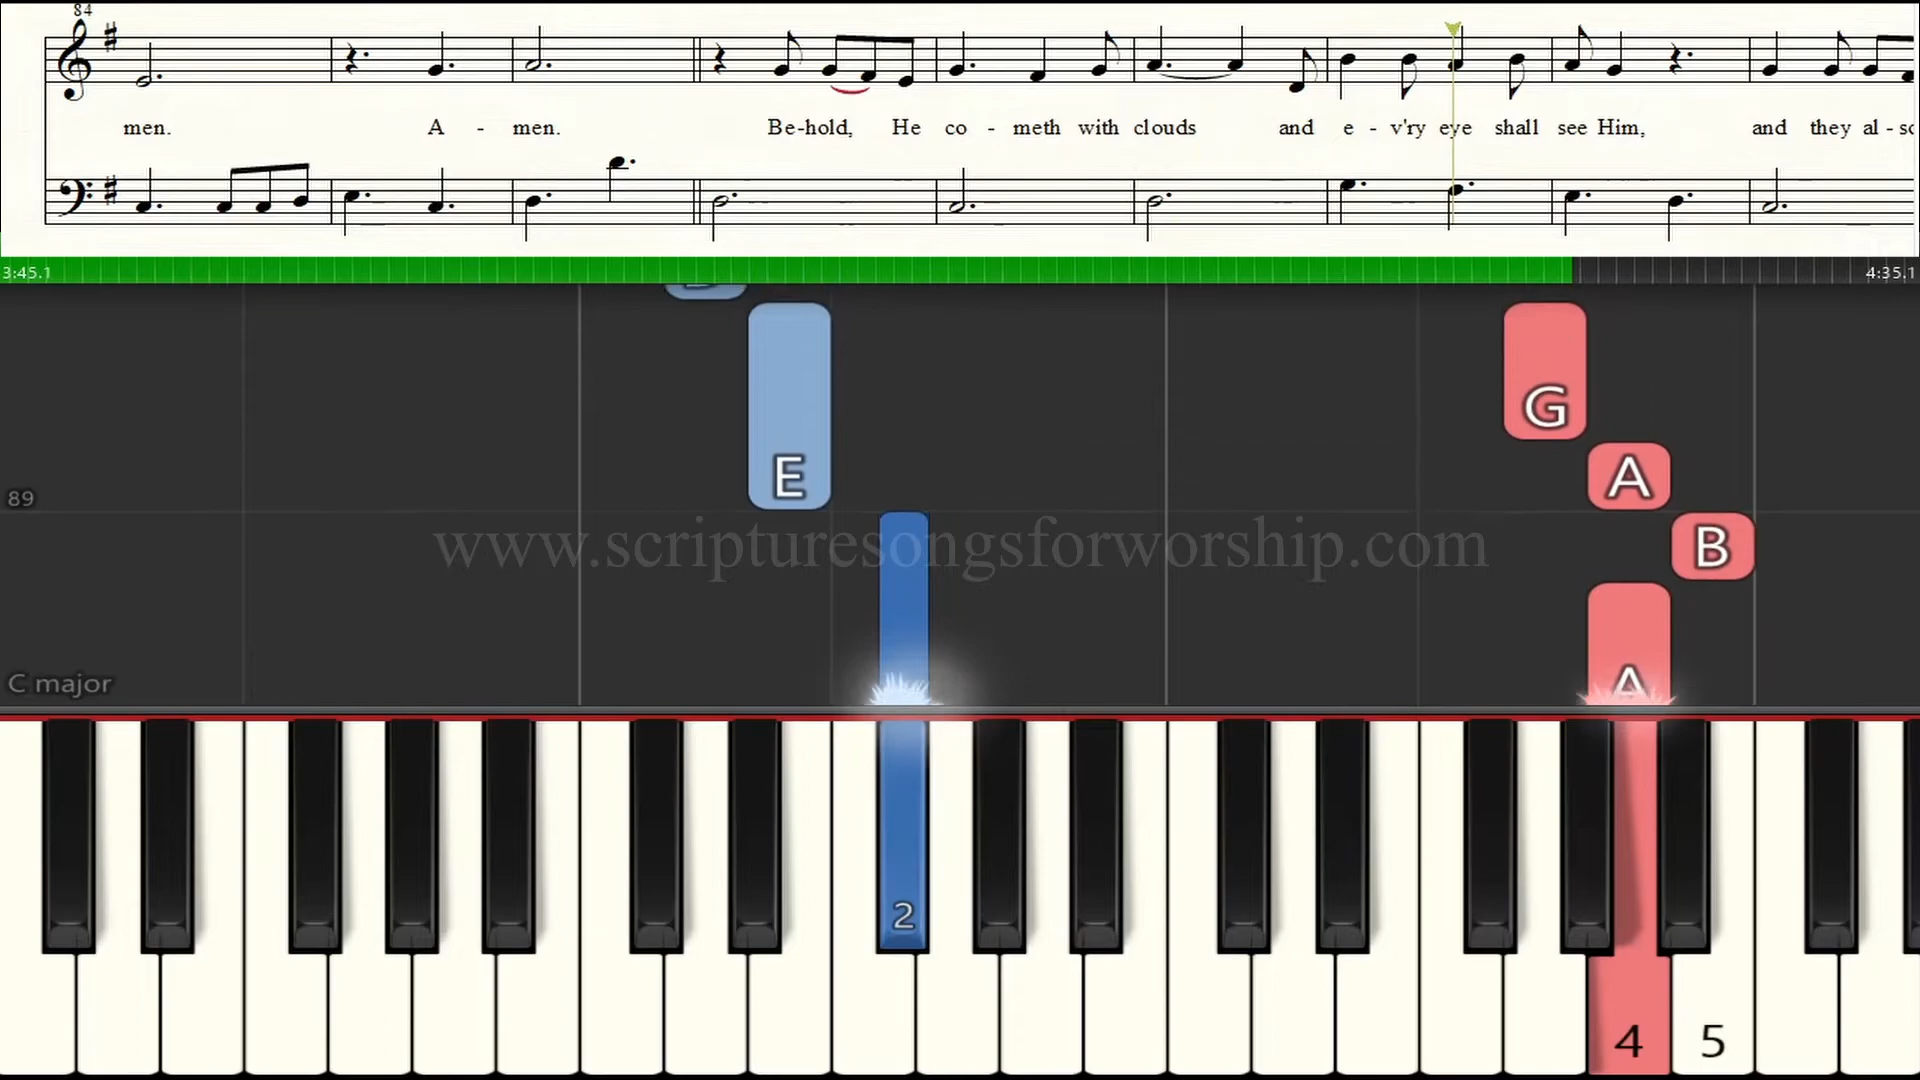 84
men. A - men. Be-hold, He co - meth with clouds and e - v'ry eye shall see Him, and they al - so
3:45.1 4:35.1
G
E A
89
www.scripturesongsforworship.com B
C major A
2
4 5